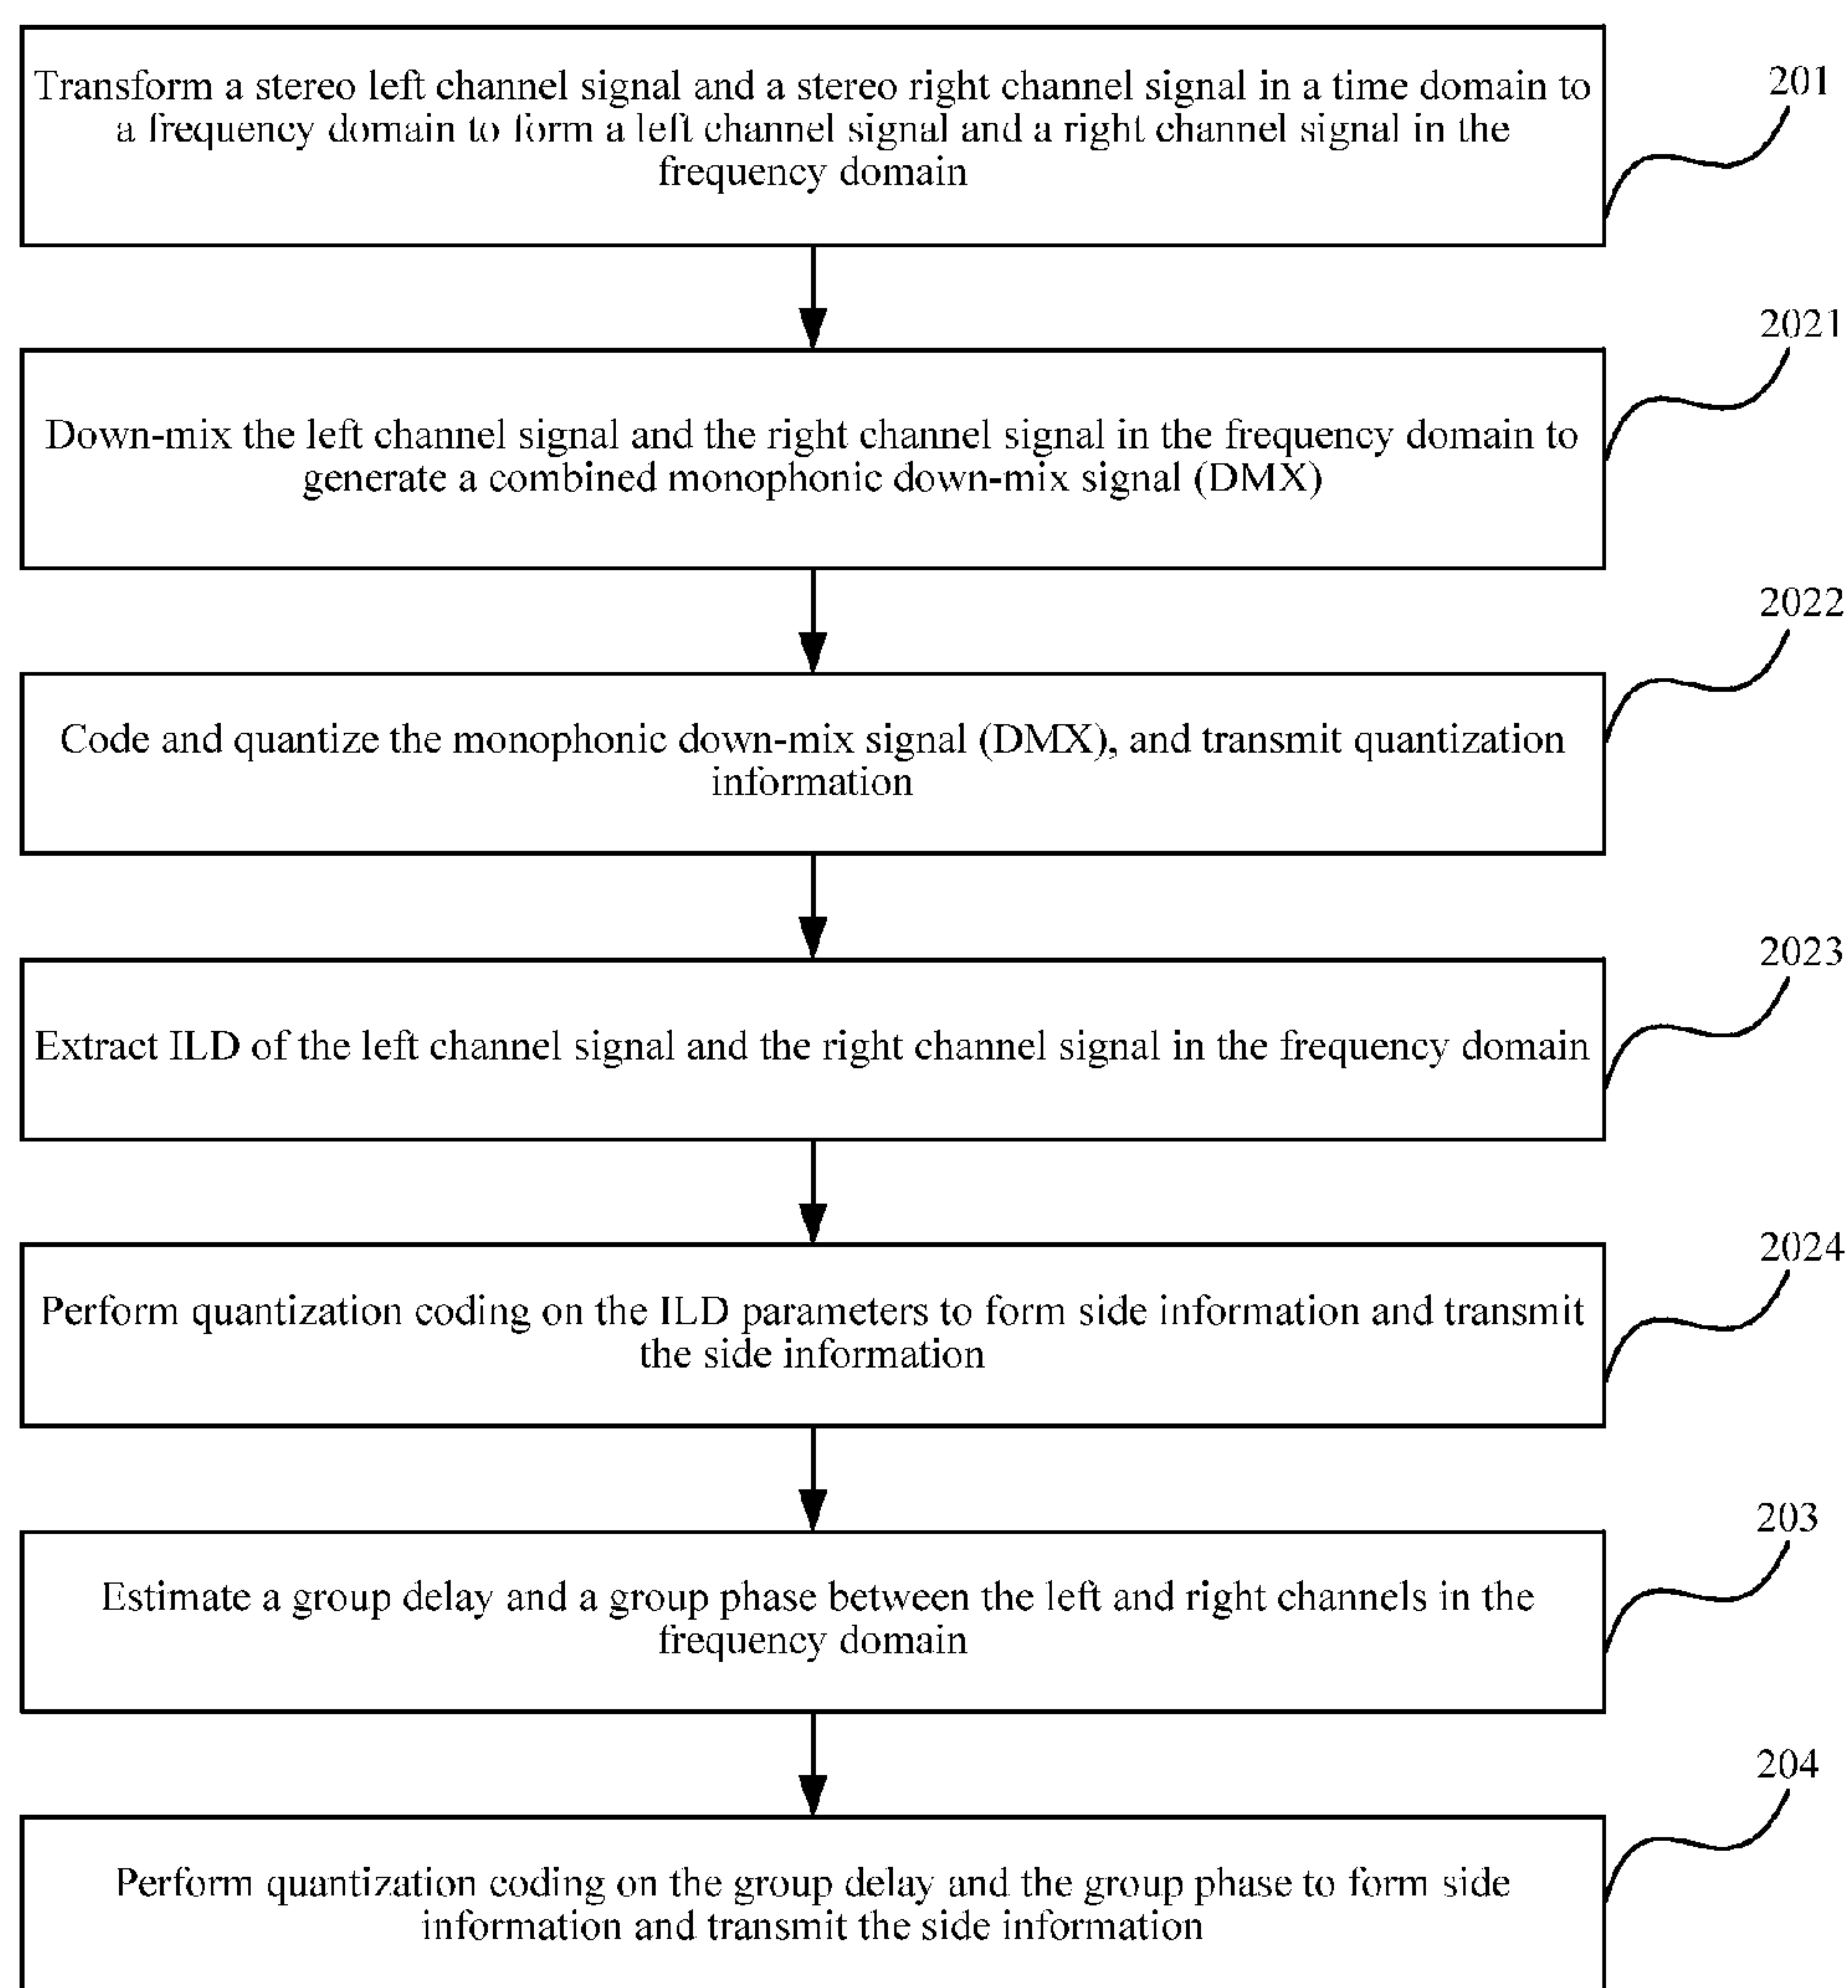 Transform a stereo left channel signal and a stereo right channel signal in a time domain to
a frequency domain to form a left channel signal and a right channel signal in the
frequency domain
201
Down-mix the left channel signal and the right channel signal in the frequency domain to
generate a combined monophonic down-mix signal (DMX)
2021
Code and quantize the monophonic down-mix signal (DMX), and transmit quantization
information
2022
Extract ILD of the left channel signal and the right channel signal in the frequency domain
2023
Perform quantization coding on the ILD parameters to form side information and transmit
the side information
2024
Estimate a group delay and a group phase between the left and right channels in the
frequency domain
203
Perform quantization coding on the group delay and the group phase to form side
information and transmit the side information
204